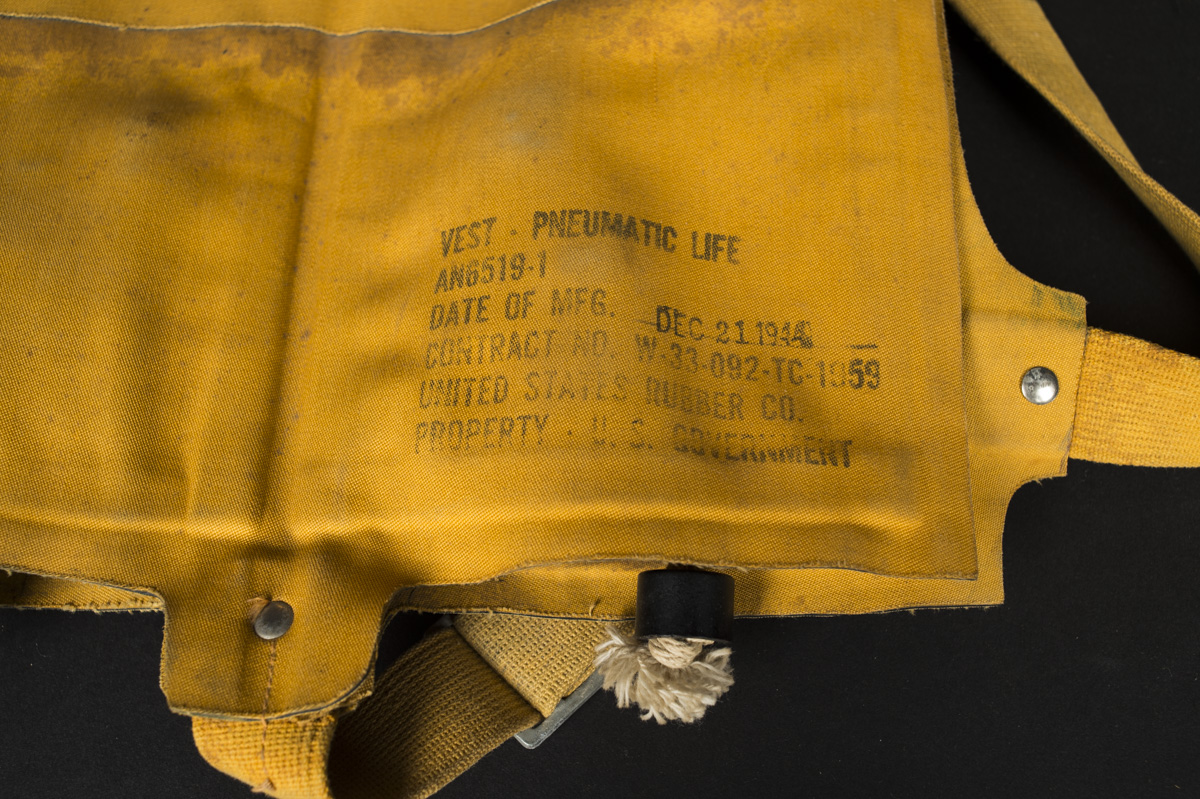 VEST - PNEUMATIC LIFE
AN6519-1
DATE OF MFG. DEC 21 1944
CONTRACT NO. W-33-092-TC-1959
UNITED STATES RUBBER CO.
PROPERTY · U. S. GOVERNMENT